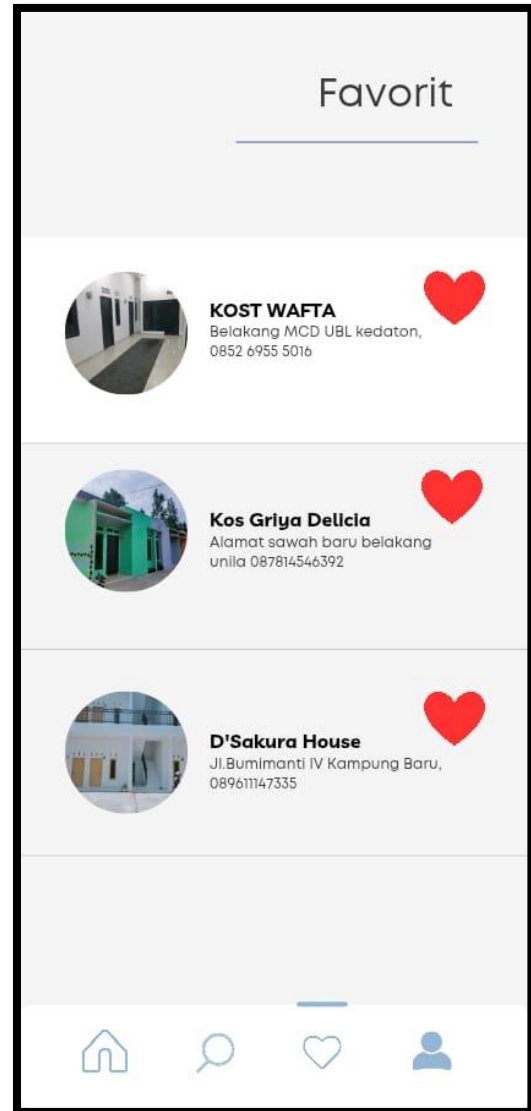 Favorit
KOST WAFTA
Belakang MCD UBL kedaton,
0852 6955 5016
Kos Griya Delicia
Alamat sawah baru belakang
unila 087814546392
D'Sakura House
Jl.Bumimanti IV Kampung Baru,
089611147335